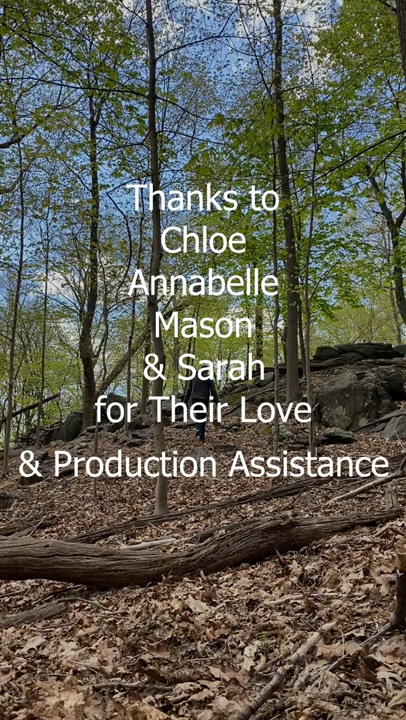 Thanks to
Chloe
Annabelle
Mason
& Sarah
for Their Love
& Production Assistance